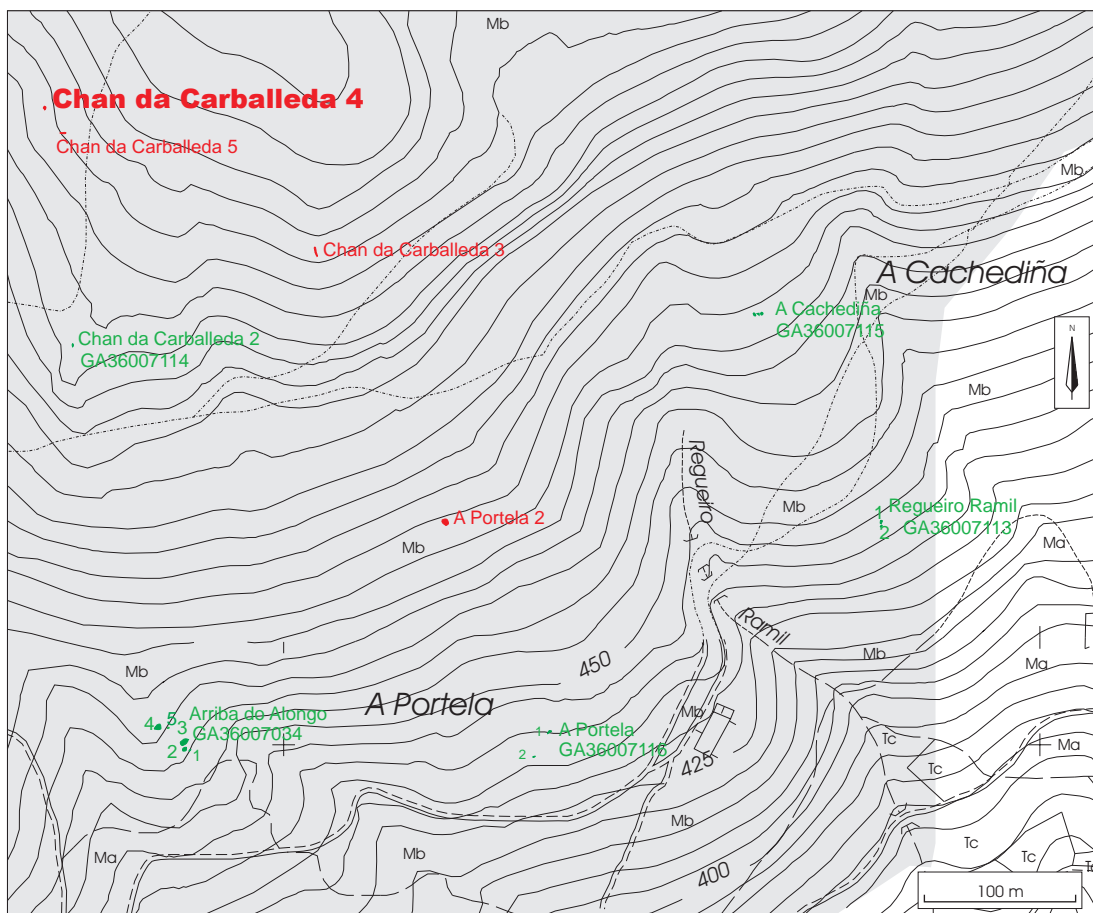 Mb
Chan da Carballeda 4
Chan da Carballeda 5
Mb
Chan da Carballeda 3
A Cachediña
Mb
A Cachediña
GA36007115
N
Chan da Carballeda 2
GA36007114
Mb
Regueiro
Mb
1 Regueiro Ramil
2 GA36007113
A Portela 2
Mb
Ma
Ramil
Mb
450
Mb
Ma
A Portela
4 5 3 Arriba do Alongo
GA36007034
2 1
Mb
1 A Portela
GA36007116
2
425
Tc
Ma
Tc
Tc
Mb
Ma
Mb
Tc
Tc
Tc
400
100 m